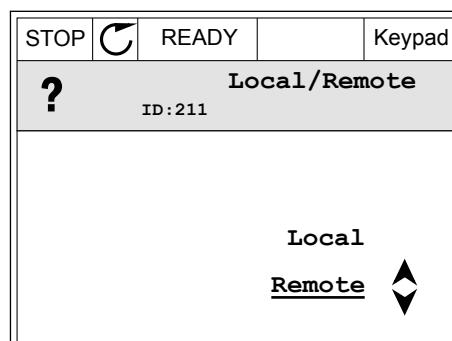 STOP READY Keypad
? Local/Remote
ID:211
Local
Remote